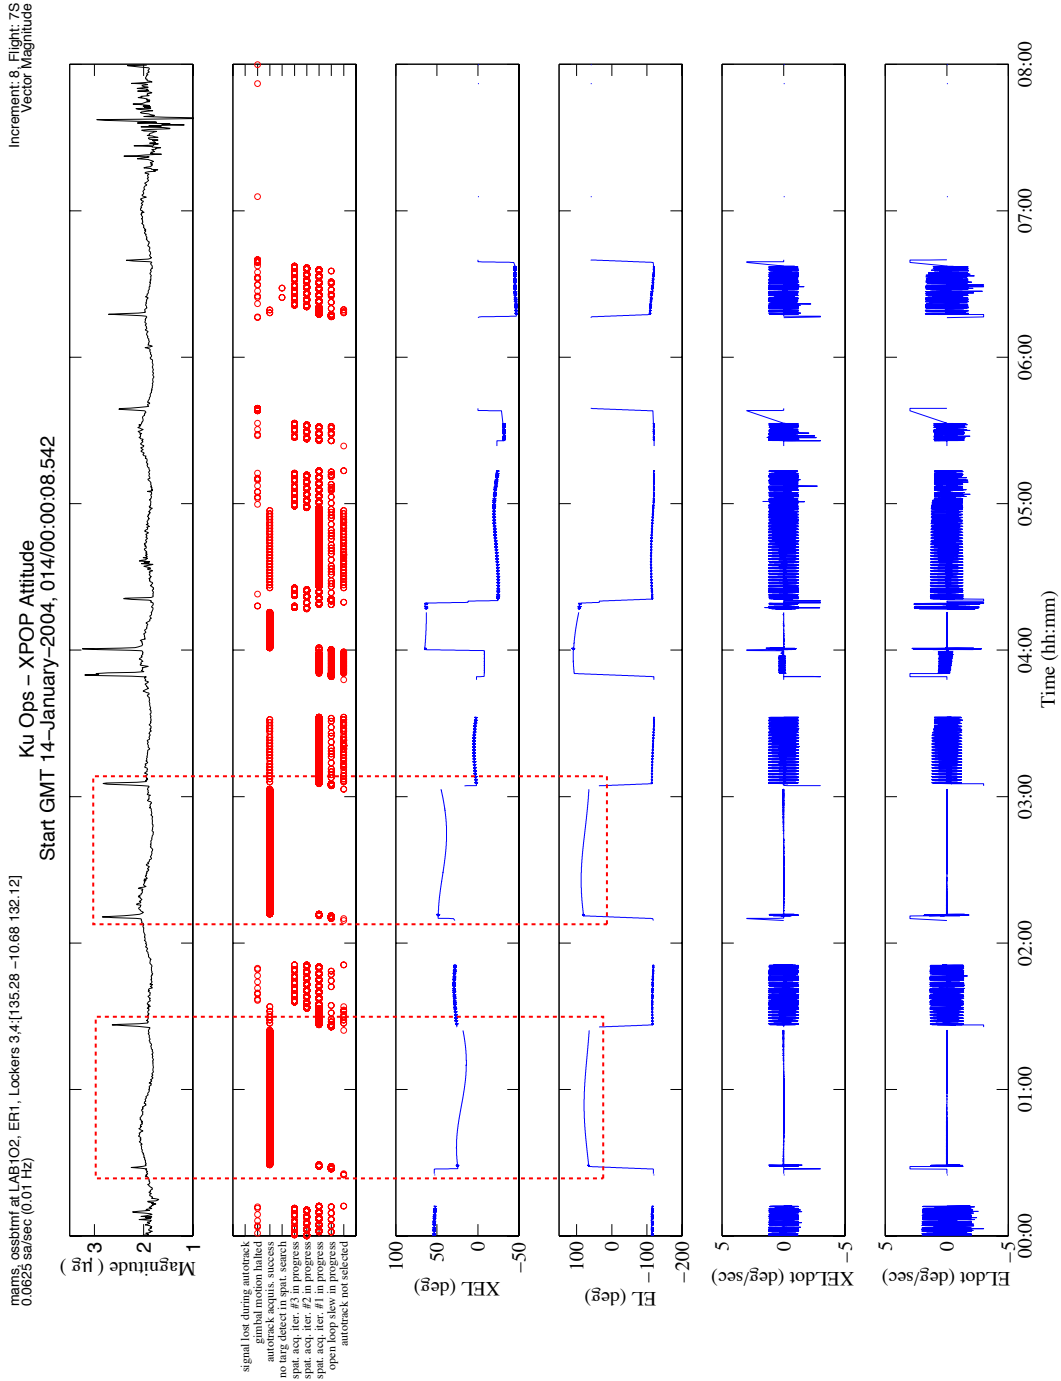 mams, ossbtmf at LAB1O2, ER1, Lockers 3,4:[135.28 −10.68 132.12]
0.0625 sa/sec (0.01 Hz)
Increment: 8, Flight: 7S
Vector Magnitude
Ku Ops − XPOP Attitude
Start GMT 14−January−2004, 014/00:00:08.542
3
2
1
Magnitude ( μg )
signal lost during autotrack
gimbal motion halted
autotrack acquis. success
no targ detect in spat. search
spat. acq. iter. #3 in progress
spat. acq. iter. #2 in progress
spat. acq. iter. #1 in progress
open loop slew in progress
autotrack not selected
100
50
0
−50
XEL (deg)
100
0
−100
−200
EL (deg)
5
0
−5
XELdot (deg/sec)
5
0
−5
ELdot (deg/sec)
00:00
01:00
02:00
03:00
04:00
05:00
06:00
07:00
08:00
Time (hh:mm)